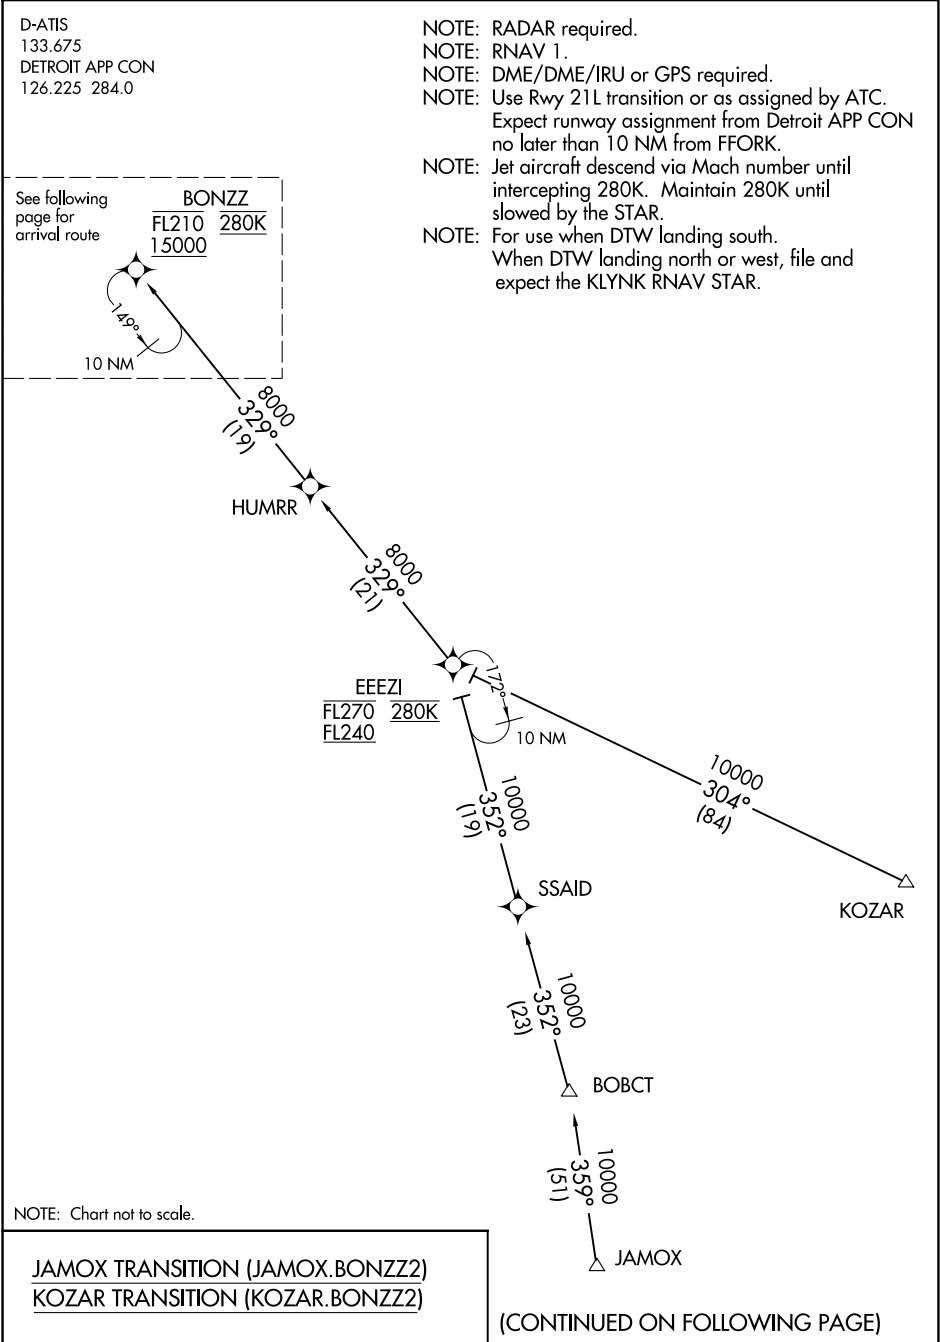 D-ATIS
133.675
DETROIT APP CON
126.225 284.0
NOTE: RADAR required.
NOTE: RNAV 1.
NOTE: DME/DME/IRU or GPS required.
NOTE: Use Rwy 21L transition or as assigned by ATC.
Expect runway assignment from Detroit APP CON
no later than 10 NM from FFORK.
NOTE: Jet aircraft descend via Mach number until
intercepting 280K. Maintain 280K until
slowed by the STAR.
NOTE: For use when DTW landing south.
When DTW landing north or west, file and
expect the KLYNK RNAV STAR.
See following
page for
arrival route
BONZZ
FL210 280K
15000
149°
10 NM
8000
329°
(19)
HUMRR
8000
329°
(21)
EEEZI
FL270 280K
FL240
172°
10 NM
10000
304°
(84)
KOZAR
10000
352°
(19)
SSAID
10000
352°
(23)
BOBCT
10000
359°
(51)
JAMOX
NOTE: Chart not to scale.
JAMOX TRANSITION (JAMOX.BONZZ2)
KOZAR TRANSITION (KOZAR.BONZZ2)
(CONTINUED ON FOLLOWING PAGE)